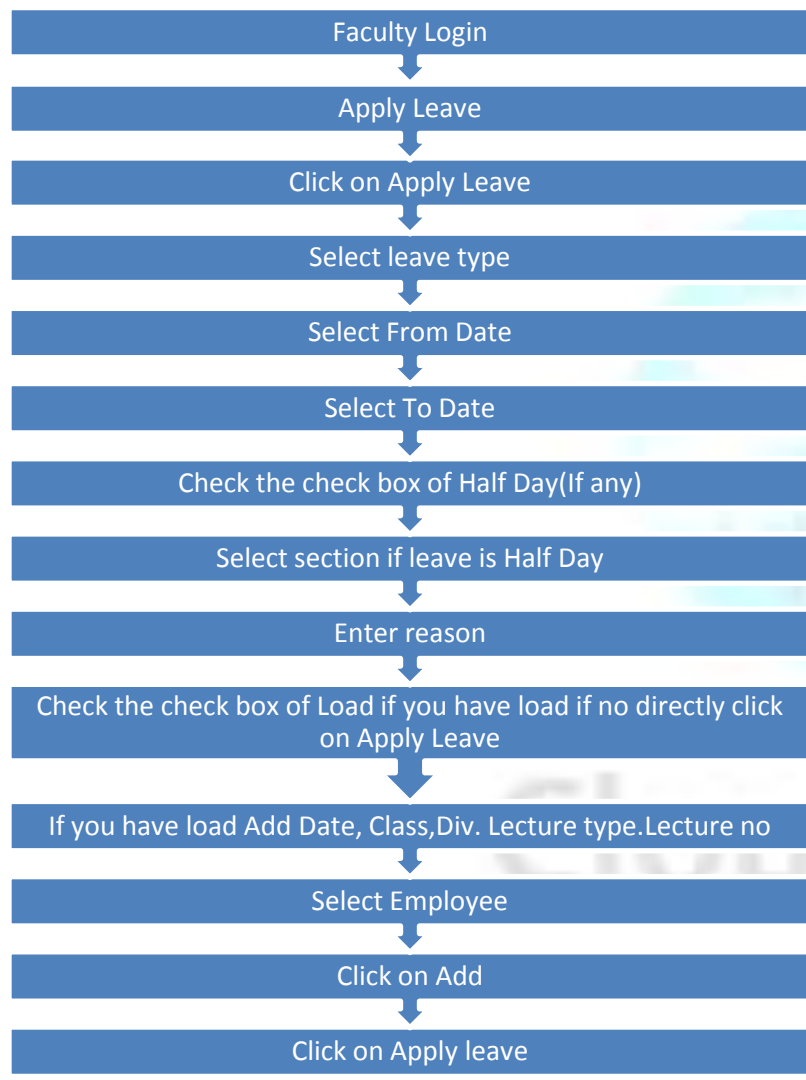 Faculty Login
Apply Leave
Click on Apply Leave
Select leave type
Select From Date
Select To Date
Check the check box of Half Day(If any)
Select section if leave is Half Day
Enter reason
Check the check box of Load if you have load if no directly click
on Apply Leave
If you have load Add Date, Class,Div. Lecture type.Lecture no
Select Employee
Click on Add
Click on Apply leave